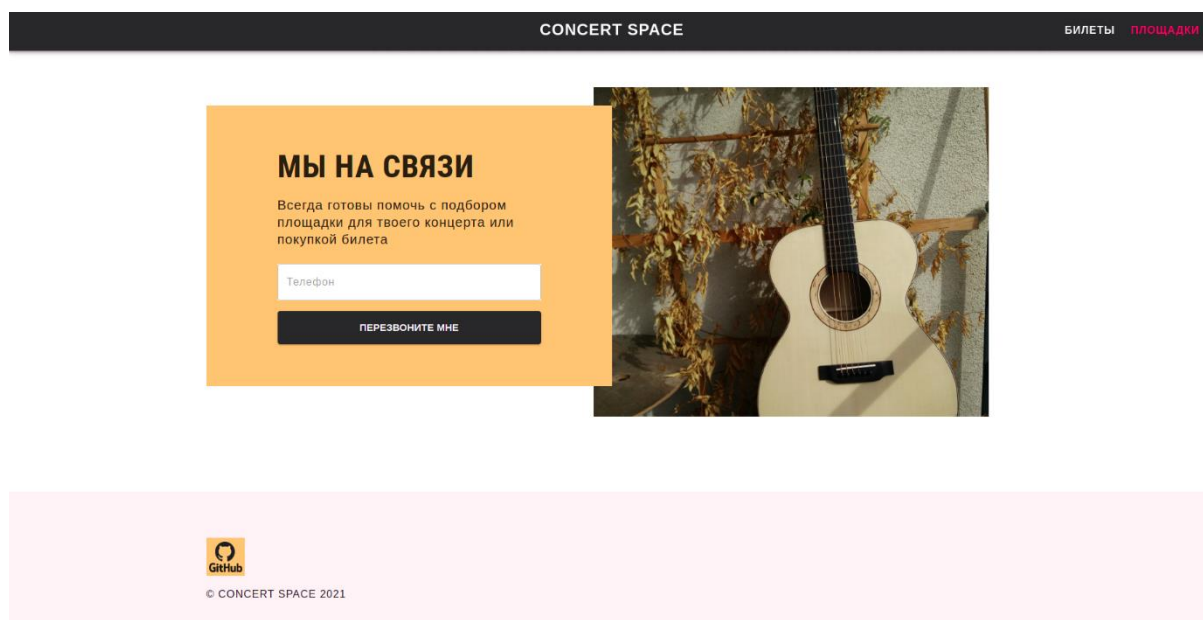 CONCERT SPACE
БИЛЕТЫ ПЛОЩАДКИ
МЫ НА СВЯЗИ
Всегда готовы помочь с подбором
площадки для твоего концерта или
покупкой билета
Телефон
ПЕРЕЗВОНИТЕ МНЕ
GitHub
© CONCERT SPACE 2021